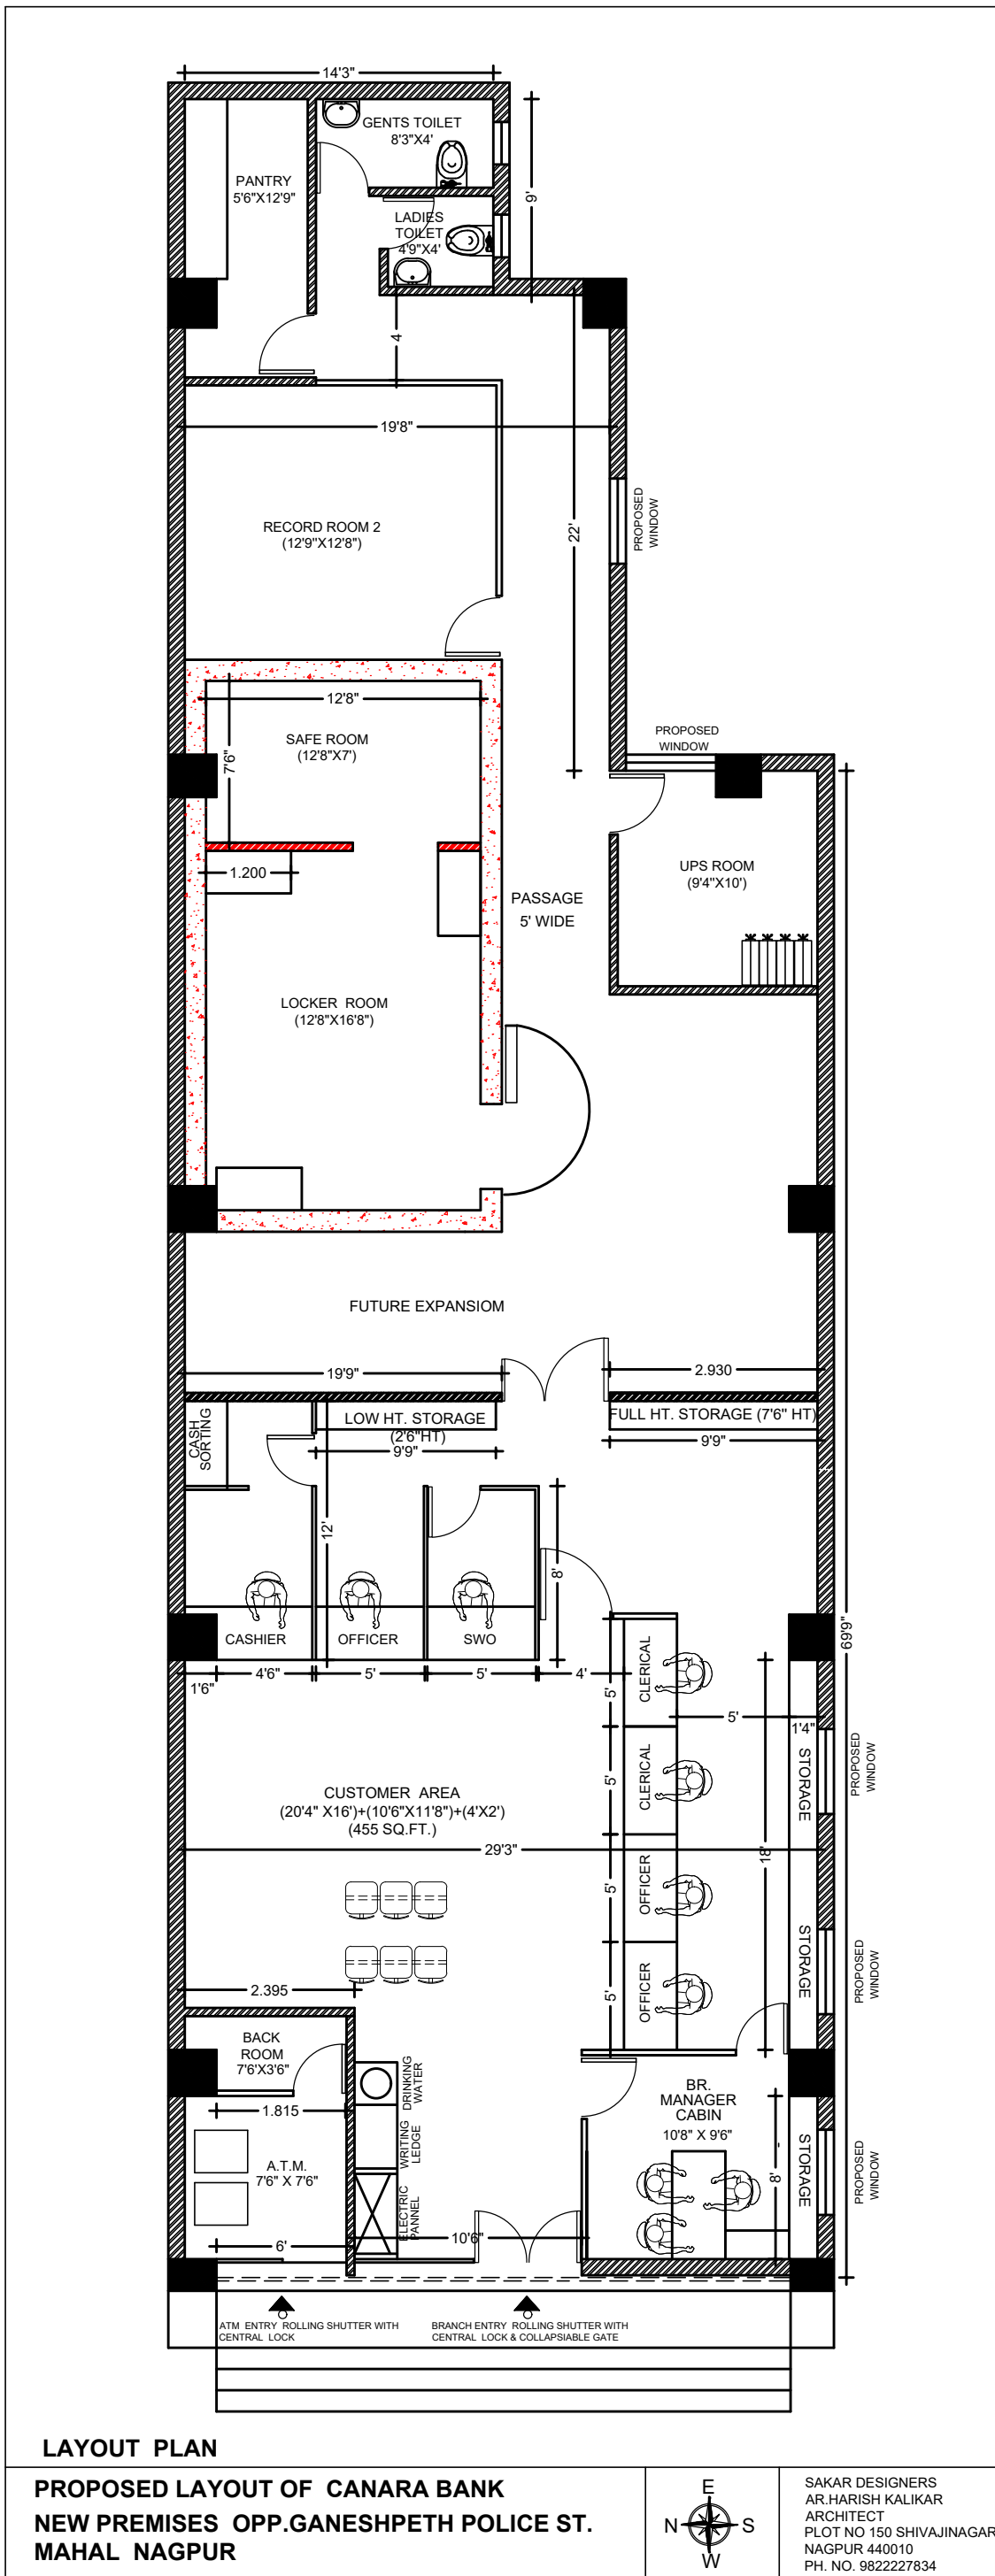 14'3"
GENTS TOILET
8'3"X4'
PANTRY
5'6"X12'9"
9'
LADIES
TOILET
4'9"X4'
4
19'8"
RECORD ROOM 2
(12'9"X12'8")
22'
PROPOSED
WINDOW
12'8"
SAFE ROOM
(12'8"X7')
7'6"
PROPOSED
WINDOW
1.200
UPS ROOM
(9'4"X10')
PASSAGE
5' WIDE
LOCKER ROOM
(12'8"X16'8")
FUTURE EXPANSIOM
19'9"
2.930
CASH
SORTING
LOW HT. STORAGE
(2'6"HT)
9'9"
FULL HT. STORAGE (7'6" HT)
9'9"
12'
8'
69'9"
CASHIER
OFFICER
SWO
CLERICAL
1'6"
4'6"
5'
5'
4'
5'
5'
1'4"
CLERICAL
5'
STORAGE
PROPOSED
WINDOW
CUSTOMER AREA
(20'4" X16')+(10'6"X11'8")+(4'X2')
(455 SQ.FT.)
29'3"
18'
OFFICER
5'
OFFICER
5'
STORAGE
PROPOSED
WINDOW
2.395
BACK
ROOM
7'6'X3'6"
1.815
DRINKING
WATER
WRITING
LEDGE
ELECTRIC
PANNEL
BR.
MANAGER
CABIN
10'8" X 9'6"
STORAGE
8'
-
PROPOSED
WINDOW
A.T.M.
7'6" X 7'6"
6'
10'6"
ATM ENTRY ROLLING SHUTTER WITH
CENTRAL LOCK
BRANCH ENTRY ROLLING SHUTTER WITH
CENTRAL LOCK & COLLAPSIABLE GATE
LAYOUT PLAN
PROPOSED LAYOUT OF CANARA BANK
NEW PREMISES OPP.GANESHPETH POLICE ST.
MAHAL NAGPUR
E
N
S
W
SAKAR DESIGNERS
AR.HARISH KALIKAR
ARCHITECT
PLOT NO 150 SHIVAJINAGAR
NAGPUR 440010
PH. NO. 9822227834